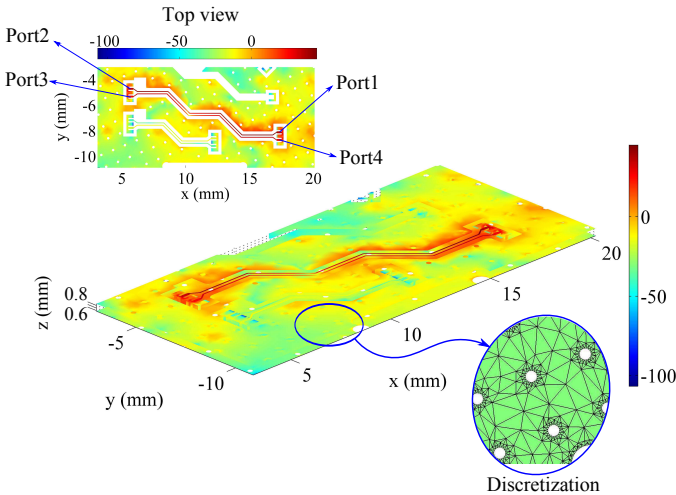 Top view
Port2
-100 -50 0
Port3
Port1
-4
-6
-8
-10
y (mm)
5 10 15 20
x (mm)
Port4
0
-50
-100
z (mm)
0.8
0.6
-5
-10
y (mm)
5
10
15
20
x (mm)
Discretization